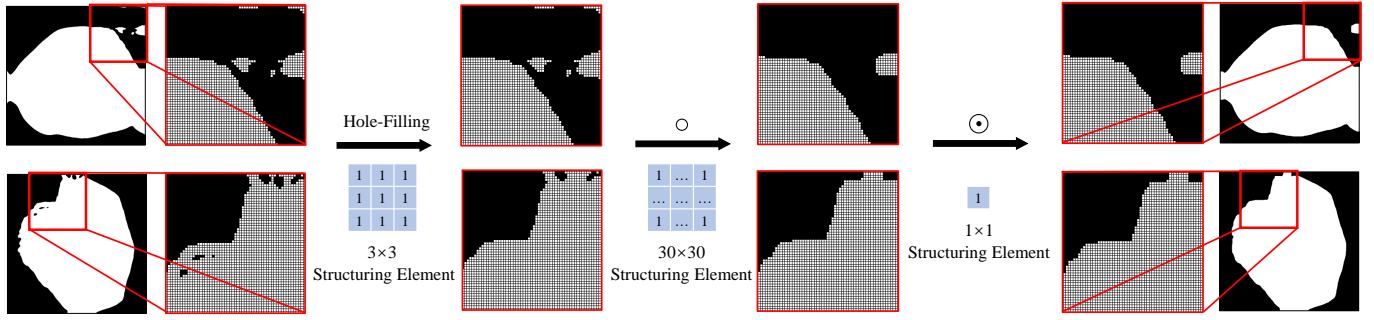 Hole-Filling
1 1 1
1 1 1
1 1 1
3×3
Structuring Element
○
1 … 1
… … …
1 … 1
30×30
Structuring Element
⊙
1
1×1
Structuring Element